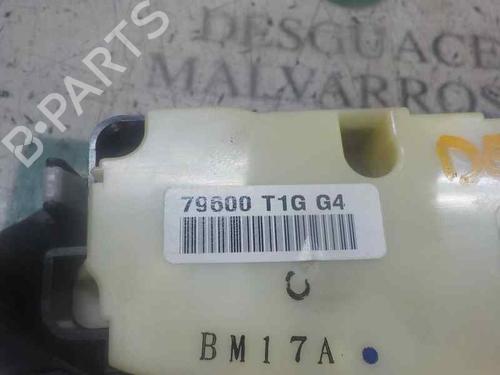 DESGUACE
MALVARROS
B-PARTS
79600 T1G G4
BM17A